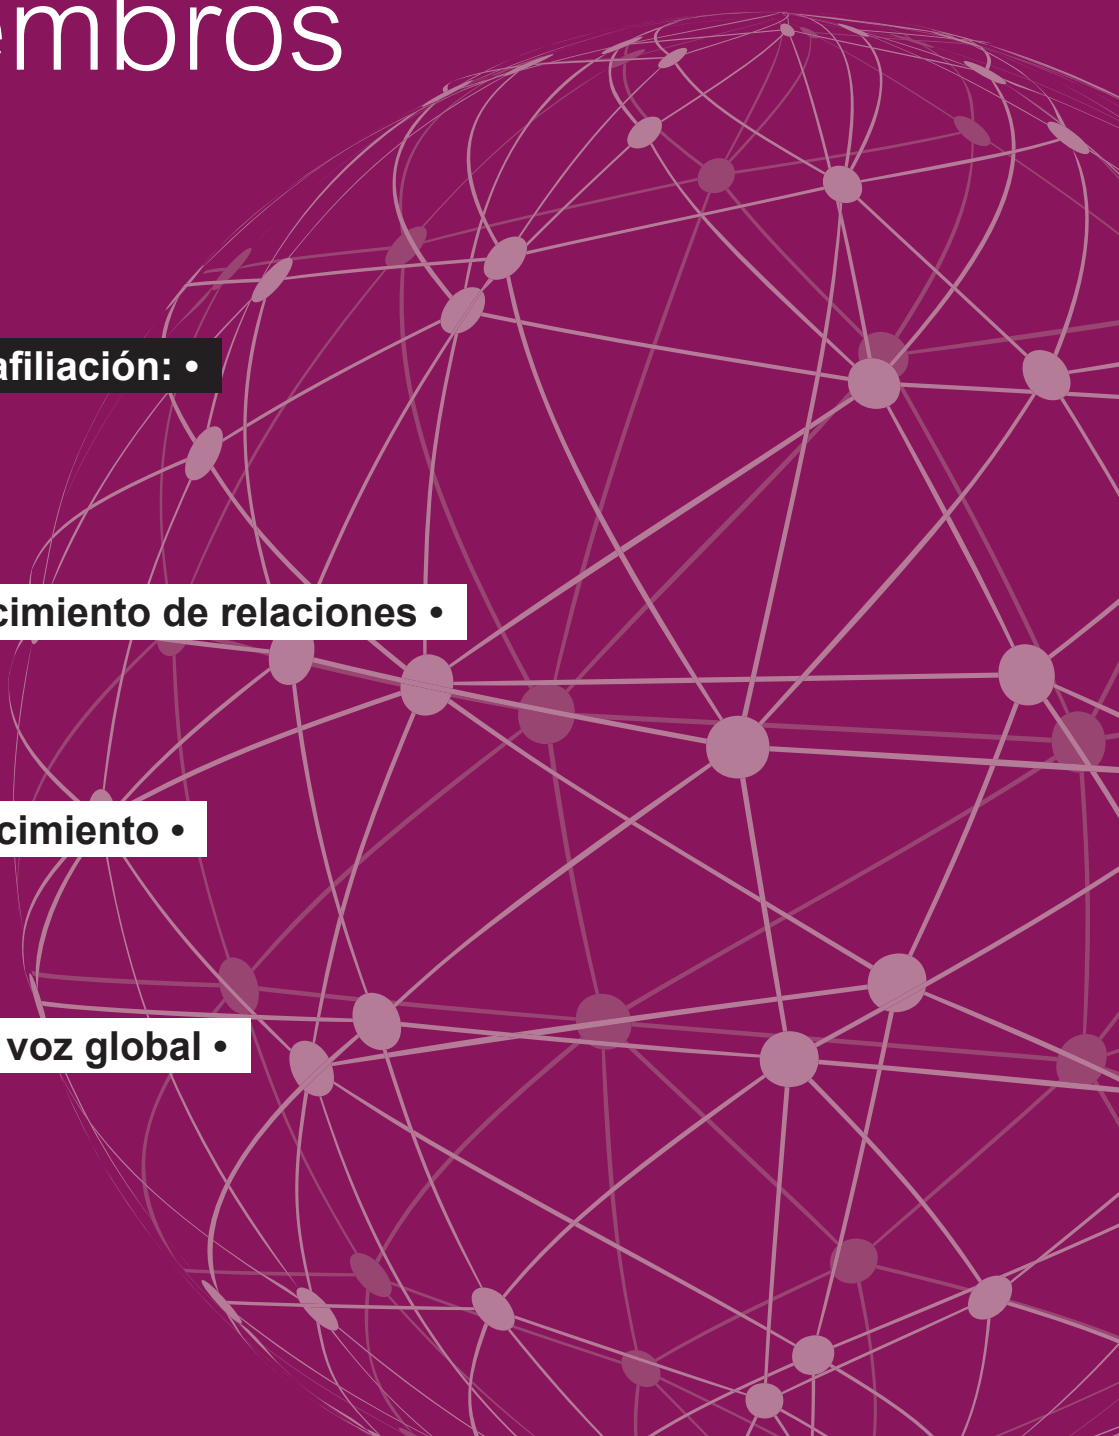 embros
afiliación: •
cimiento de relaciones •
cimiento •
voz global •